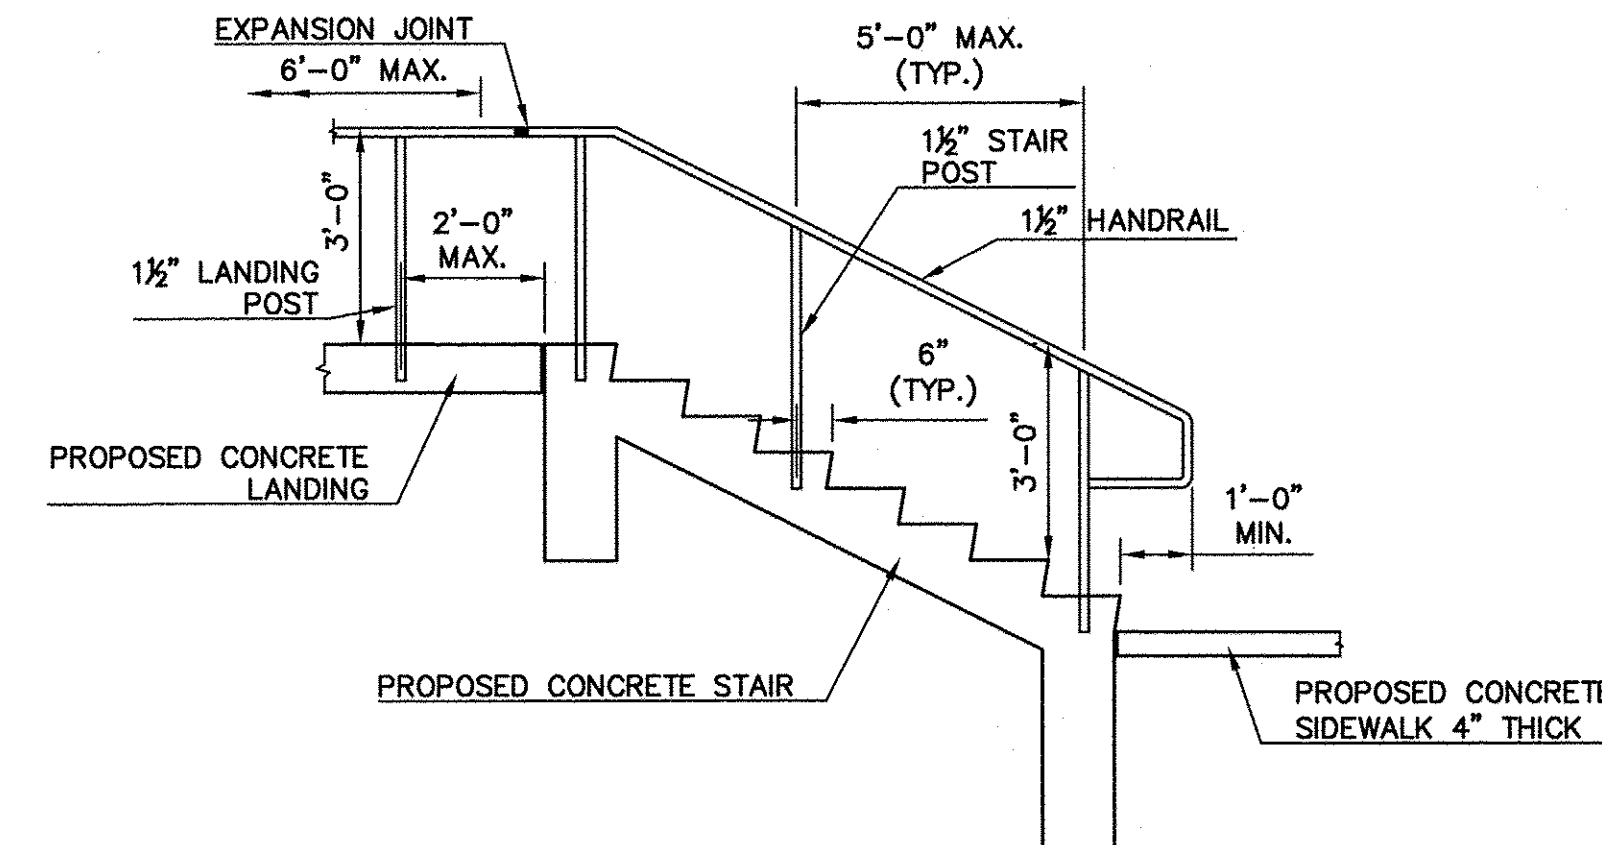 EXPANSION JOINT
6'-0" MAX.
5'-0" MAX.
(TYP.)
1½" STAIR
POST
1½" HANDRAIL
3'-0"
2'-0"
MAX.
1½" LANDING
POST
6"
(TYP.)
3'-0"
1'-0"
MIN.
PROPOSED CONCRETE
LANDING
PROPOSED CONCRETE STAIR
PROPOSED CONCRETE
SIDEWALK 4" THICK